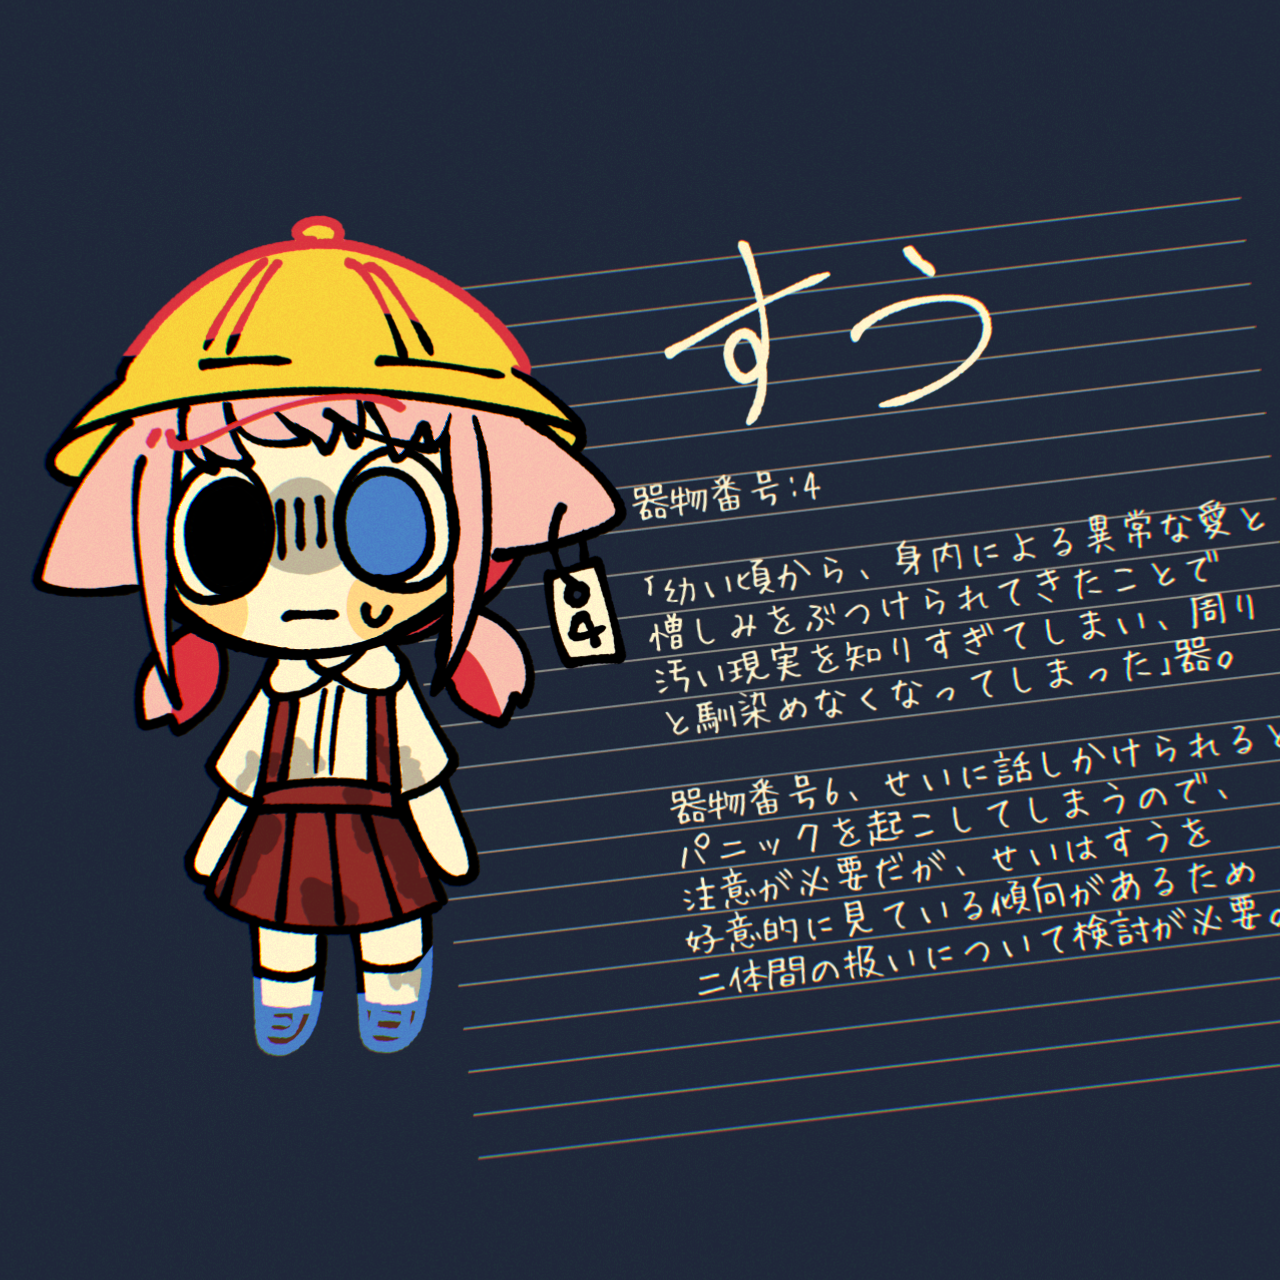 すう
器物番号:4
「幼い頃から、身内による異常な愛と
憎しみをぶつけられてきたことで
汚い現実を知りすぎてしまい、周り
と馴染めなくなってしまった」器。
器物番号6、せいに話しかけられると
パニックを起こしてしまうので、
注意が必要だが、せいはすうを
好意的に見ている傾向があるため
二体間の扱いについて検討が必要。
4